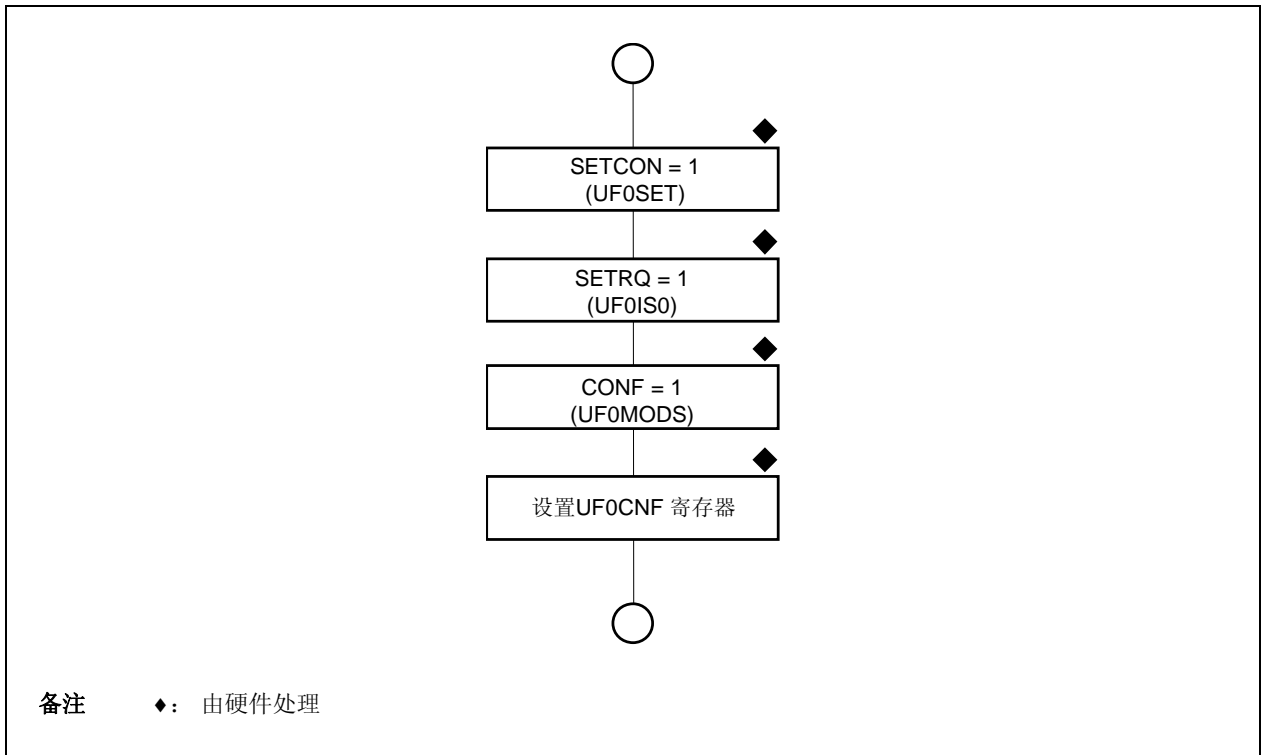 SETCON = 1
(UF0SET)
SETRQ = 1
(UF0IS0)
CONF = 1
(UF0MODS)
设置UF0CNF 寄存器
备注 ♦： 由硬件处理